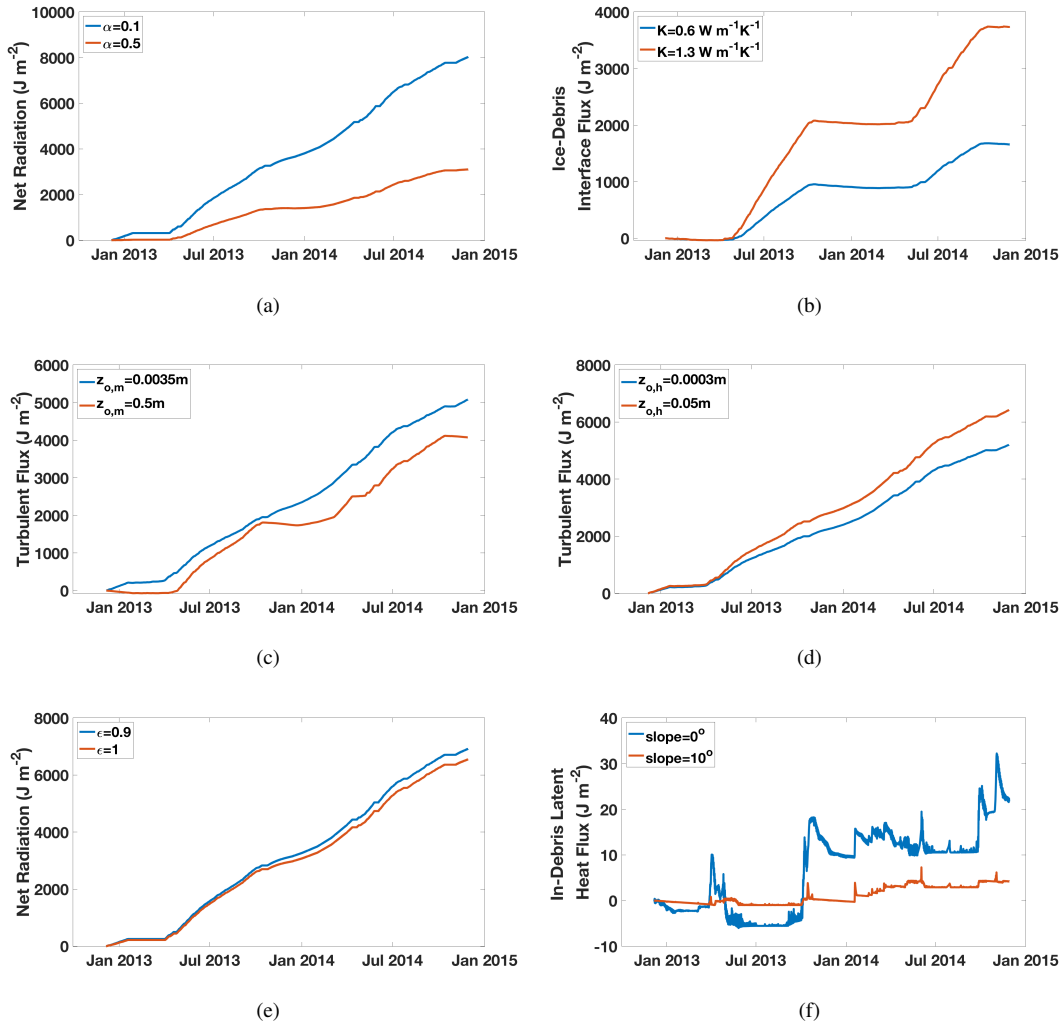 α=0.1
α=0.5
Net Radiation (J m⁻²)
8000
6000
4000
2000
0
Jan 2013 Jul 2013 Jan 2014 Jul 2014 Jan 2015
(a)
K=0.6 W m⁻¹K⁻¹
K=1.3 W m⁻¹K⁻¹
Ice-Debris
Interface Flux (J m⁻²)
4000
3000
2000
1000
0
Jan 2013 Jul 2013 Jan 2014 Jul 2014 Jan 2015
(b)
z₀,ₘ=0.0035m
z₀,ₘ=0.5m
Turbulent Flux (J m⁻²)
6000
5000
4000
3000
2000
1000
0
Jan 2013 Jul 2013 Jan 2014 Jul 2014 Jan 2015
(c)
z₀,ₕ=0.0003m
z₀,ₕ=0.05m
Turbulent Flux (J m⁻²)
8000
6000
4000
2000
0
Jan 2013 Jul 2013 Jan 2014 Jul 2014 Jan 2015
(d)
ϵ=0.9
ϵ=1
Net Radiation (J m⁻²)
8000
6000
4000
2000
0
Jan 2013 Jul 2013 Jan 2014 Jul 2014 Jan 2015
(e)
slope=0°
slope=10°
In-Debris Latent
Heat Flux (J m⁻²)
40
30
20
10
0
-10
Jan 2013 Jul 2013 Jan 2014 Jul 2014 Jan 2015
(f)